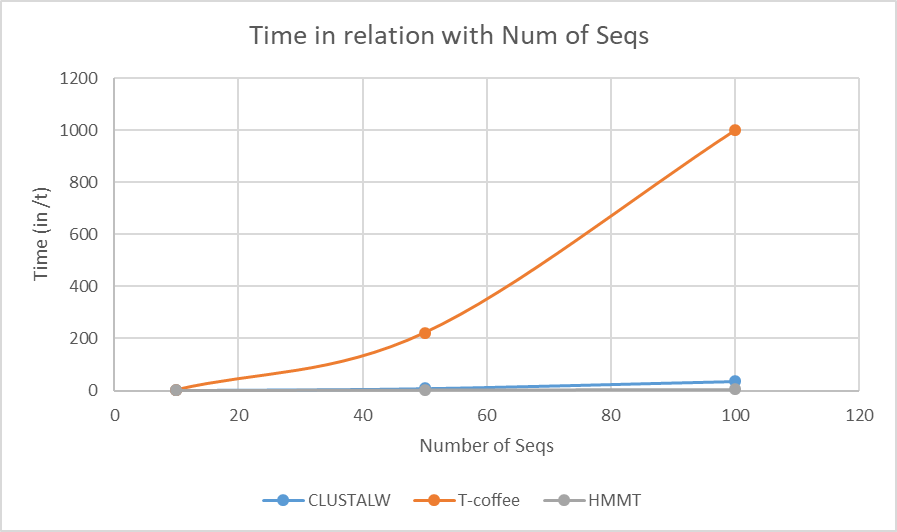 Time in relation with Num of Seqs
1200
1000
800
600
400
200
0
Time (in /t)
0 20 40 60 80 100 120
Number of Seqs
CLUSTALW T-coffee HMMT